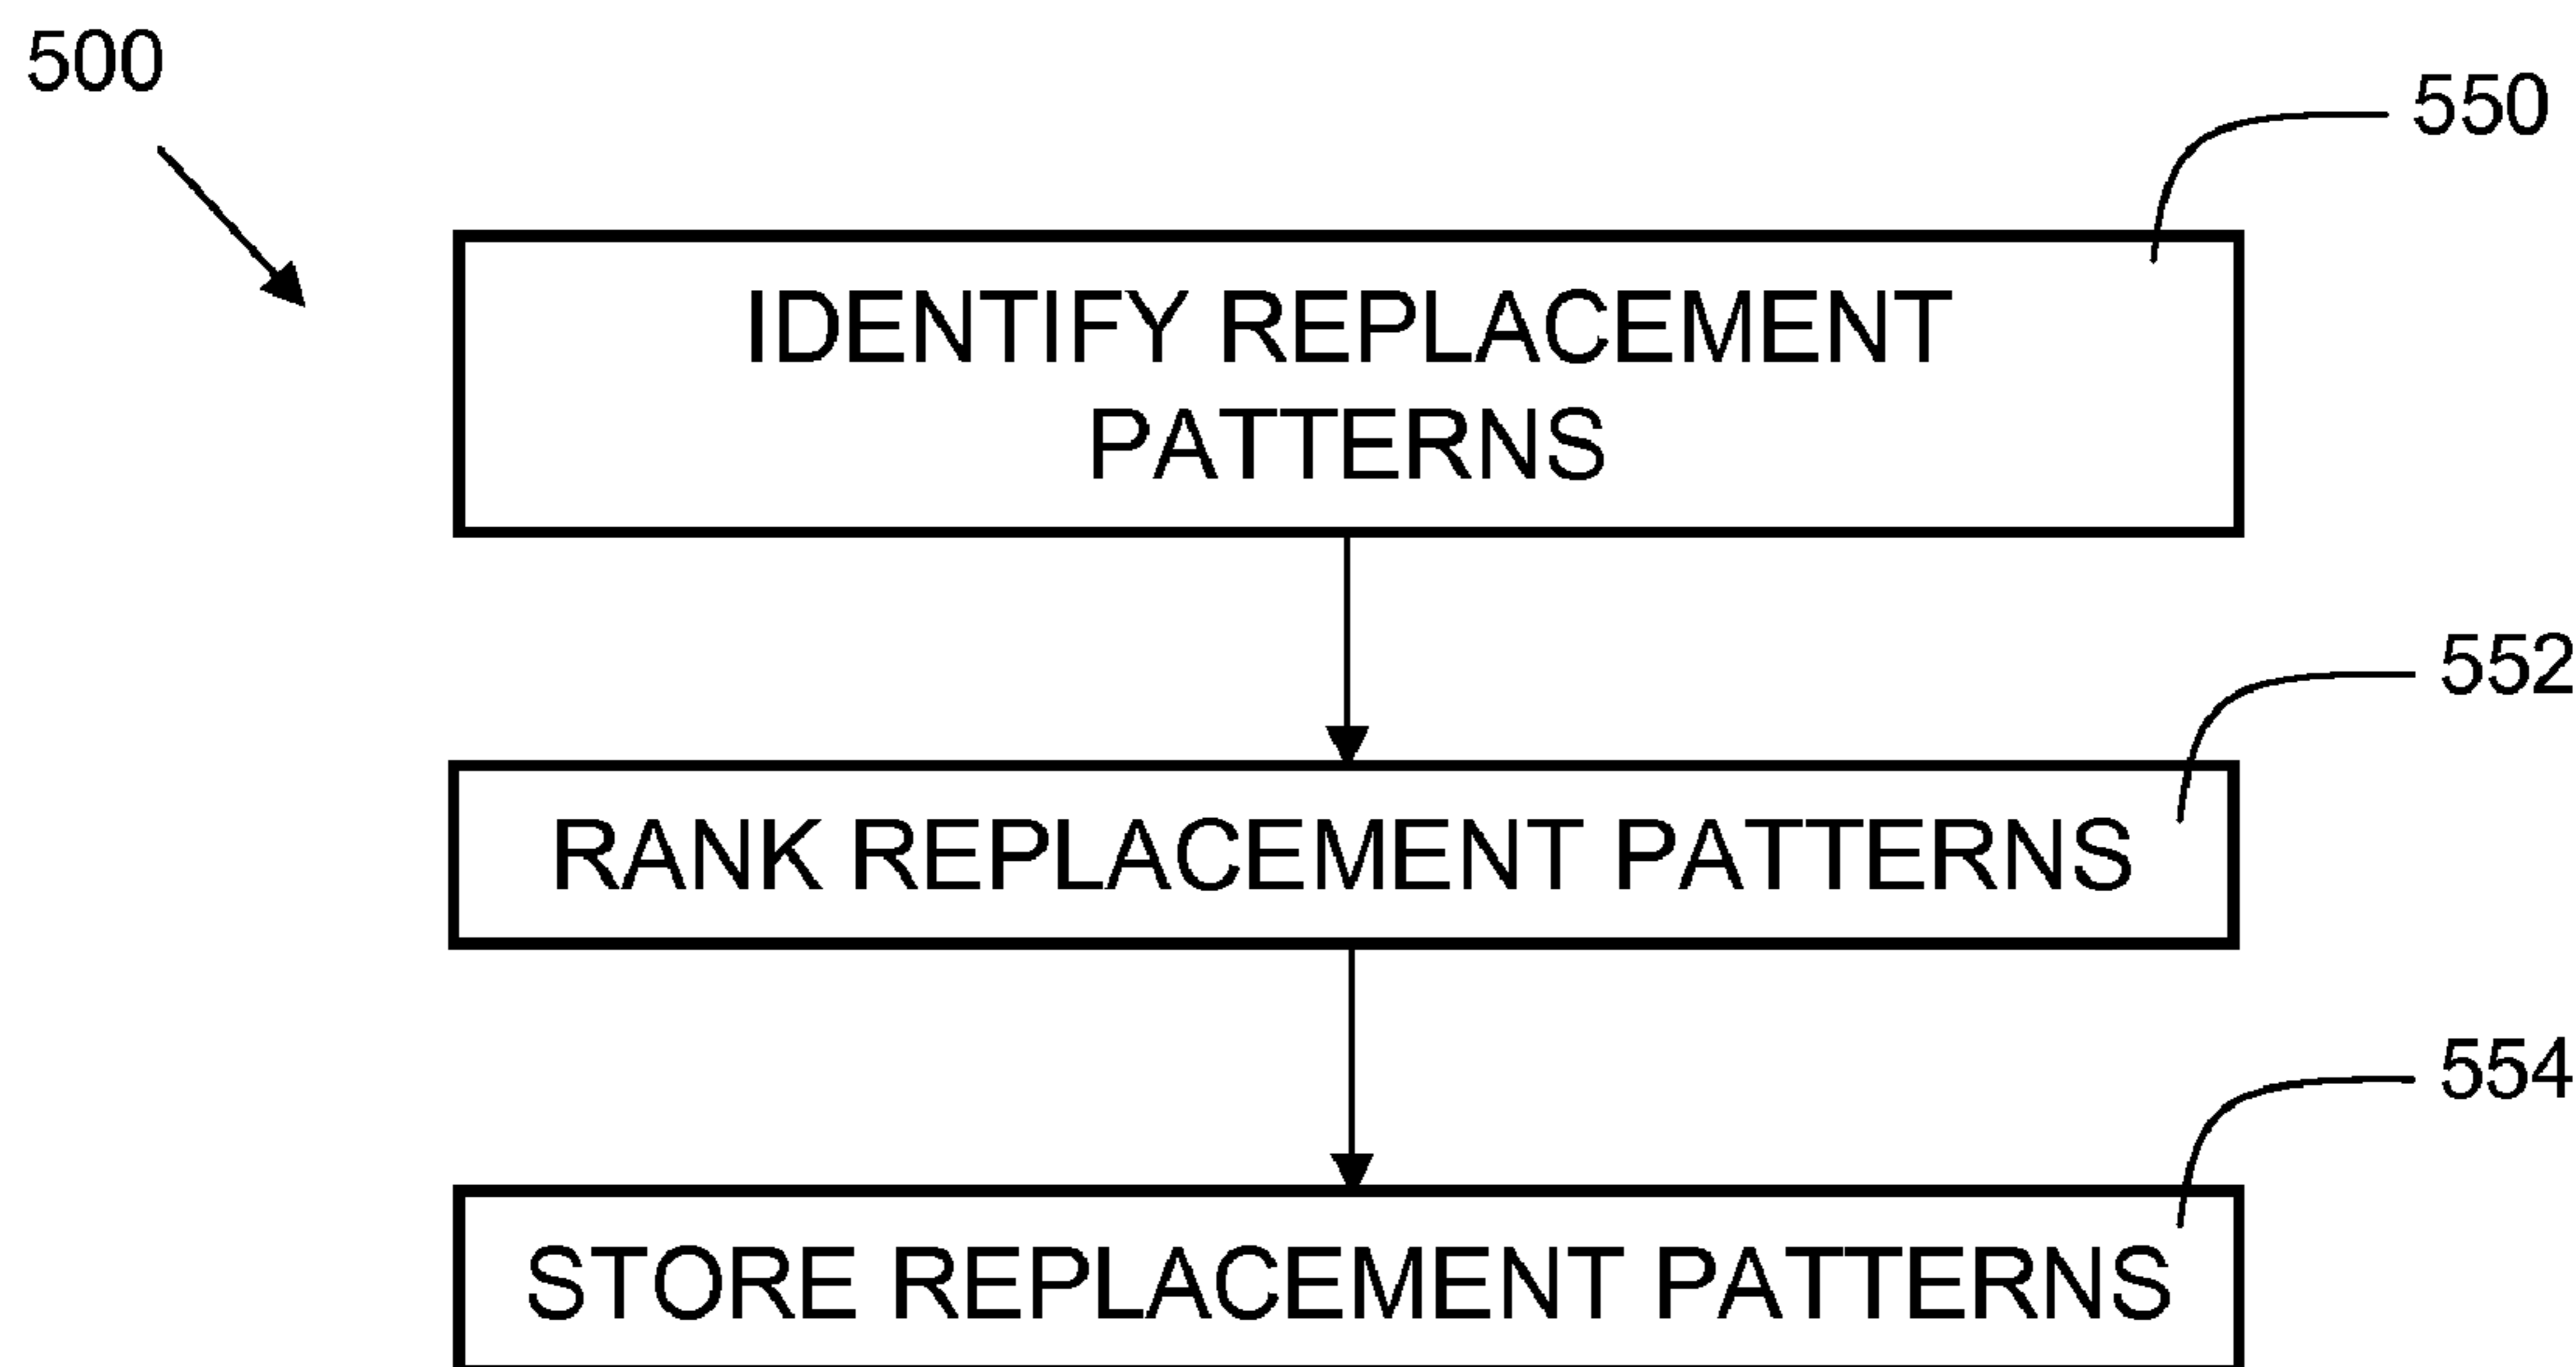 500
550
IDENTIFY REPLACEMENT
PATTERNS
552
RANK REPLACEMENT PATTERNS
554
STORE REPLACEMENT PATTERNS